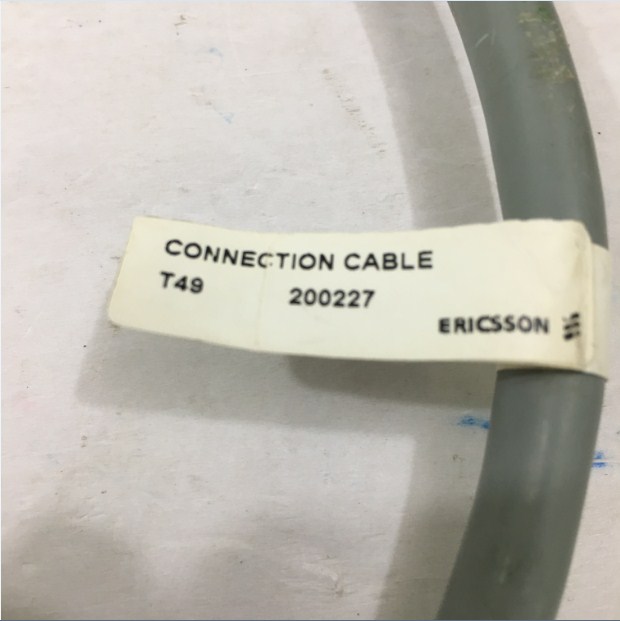 CONNECTION CABLE
T49 200227
ERICSSON